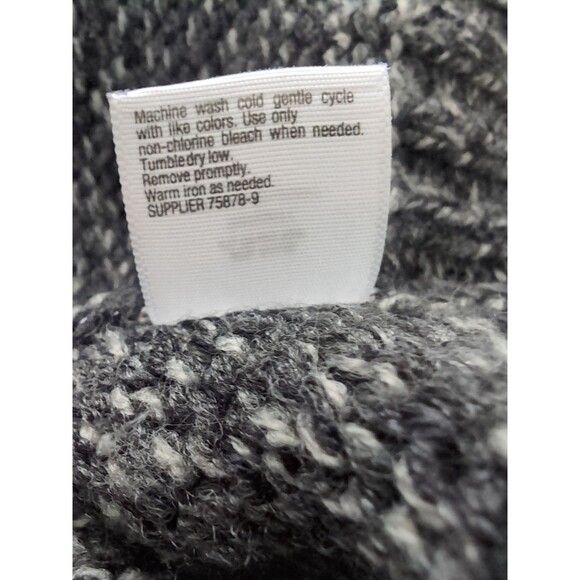 Machine wash cold gentle cycle
with like colors. Use only
non-chlorine bleach when needed.
Tumble dry low.
Remove promptly.
Warm iron as needed.
SUPPLIER 75878-9